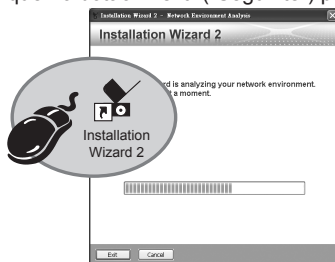 Installation Wizard 2 - Network Environment Analysis
Installation Wizard 2
is analyzing your network environment.
a moment.
Installation
Wizard 2
Exit
Cancel